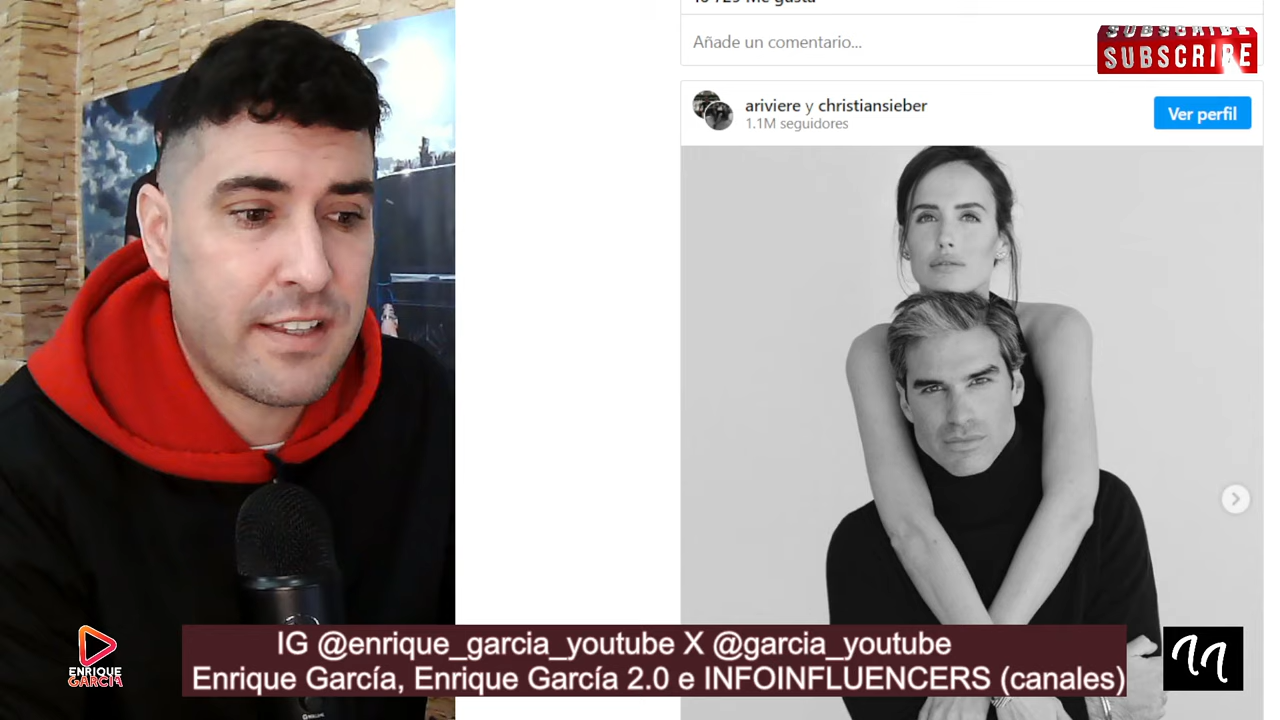 Añade un comentario...
SUBSCRIBE
SUBSCRIBE
ariviere y christiansieber
1.1M seguidores
Ver perfil
IG @enrique_garcia_youtube X @garcia_youtube
Enrique García, Enrique García 2.0 e INFOINFLUENCERS (canales)
ENRIQUE
GARCÍA